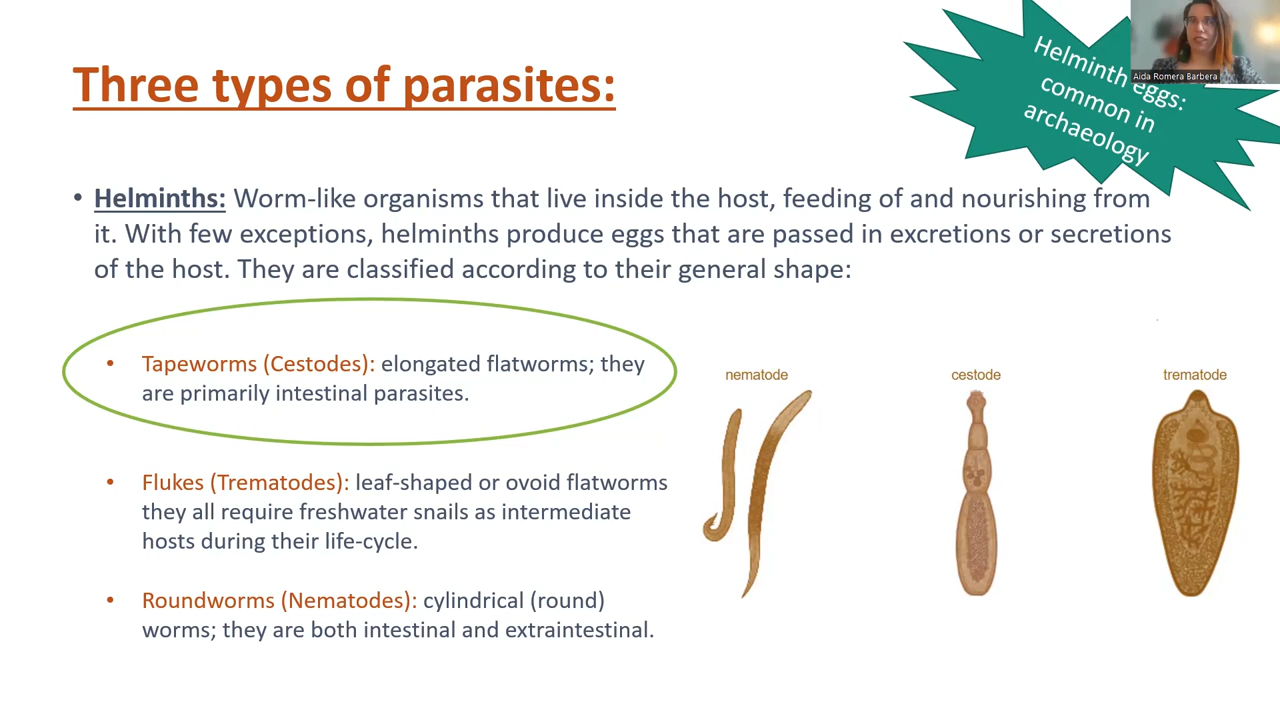 Three types of parasites:
Helminth eggs:
common in
archaeology
Aida Romera Barbera
• Helminths: Worm-like organisms that live inside the host, feeding of and nourishing from
it. With few exceptions, helminths produce eggs that are passed in excretions or secretions
of the host. They are classified according to their general shape:
• Tapeworms (Cestodes): elongated flatworms; they
are primarily intestinal parasites.
• Flukes (Trematodes): leaf-shaped or ovoid flatworms
they all require freshwater snails as intermediate
hosts during their life-cycle.
• Roundworms (Nematodes): cylindrical (round)
worms; they are both intestinal and extraintestinal.
nematode
cestode
trematode